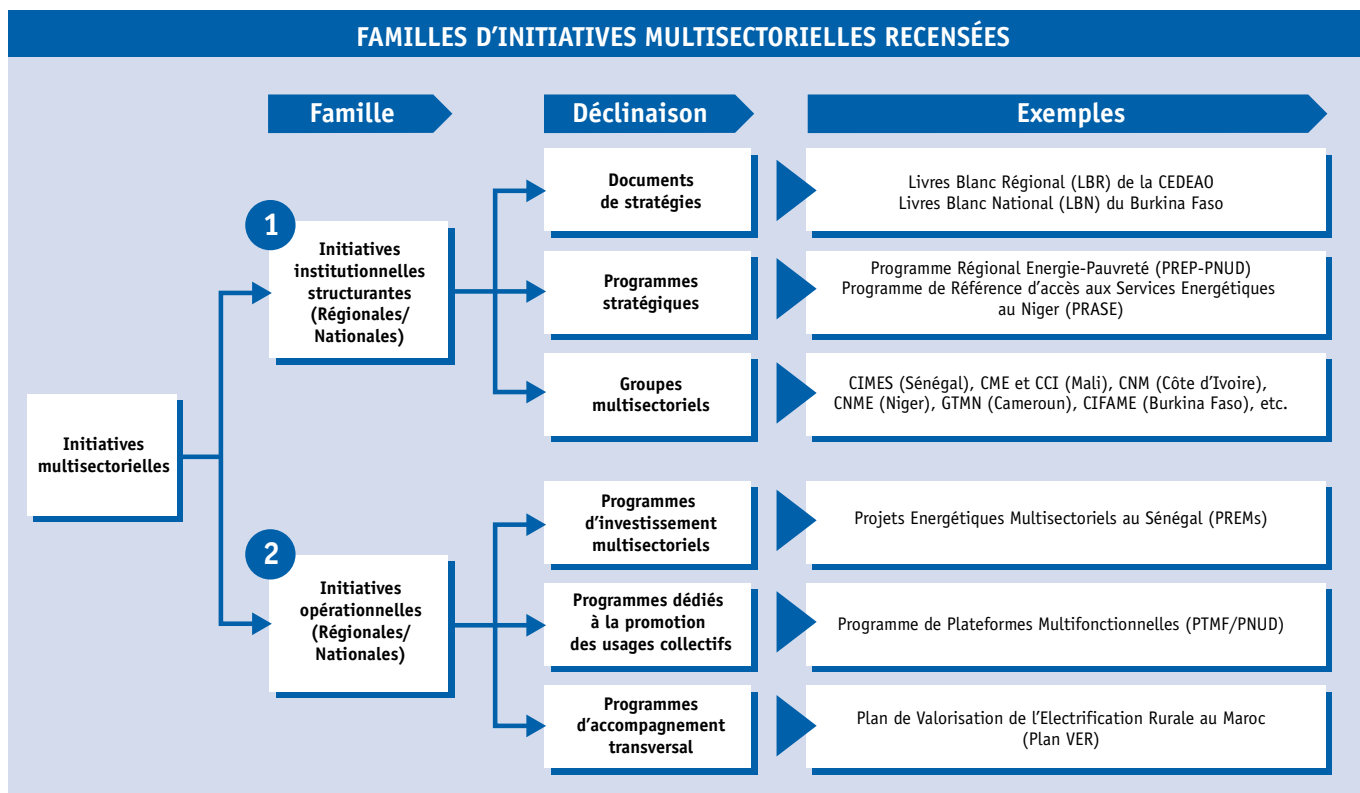 FAMILLES D'INITIATIVES MULTISECTORIELLES RECENSÉES
Famille
Déclinaison
Exemples
Initiatives
multisectorielles
1
Initiatives
institutionnelles
structurantes
(Régionales/
Nationales)
Documents
de stratégies
Livres Blanc Régional (LBR) de la CEDEAO
Livres Blanc National (LBN) du Burkina Faso
Programmes
stratégiques
Programme Régional Energie-Pauvreté (PREP-PNUD)
Programme de Référence d'accès aux Services Energétiques
au Niger (PRASE)
Groupes
multisectoriels
CIMES (Sénégal), CME et CCI (Mali), CNM (Côte d'Ivoire),
CNME (Niger), GTMN (Cameroun), CIFAME (Burkina Faso), etc.
2
Initiatives
opérationnelles
(Régionales/
Nationales)
Programmes
d'investissement
multisectoriels
Projets Energétiques Multisectoriels au Sénégal (PREMs)
Programmes dédiés
à la promotion
des usages collectifs
Programme de Plateformes Multifonctionnelles (PTMF/PNUD)
Programmes
d'accompagnement
transversal
Plan de Valorisation de l'Electrification Rurale au Maroc
(Plan VER)